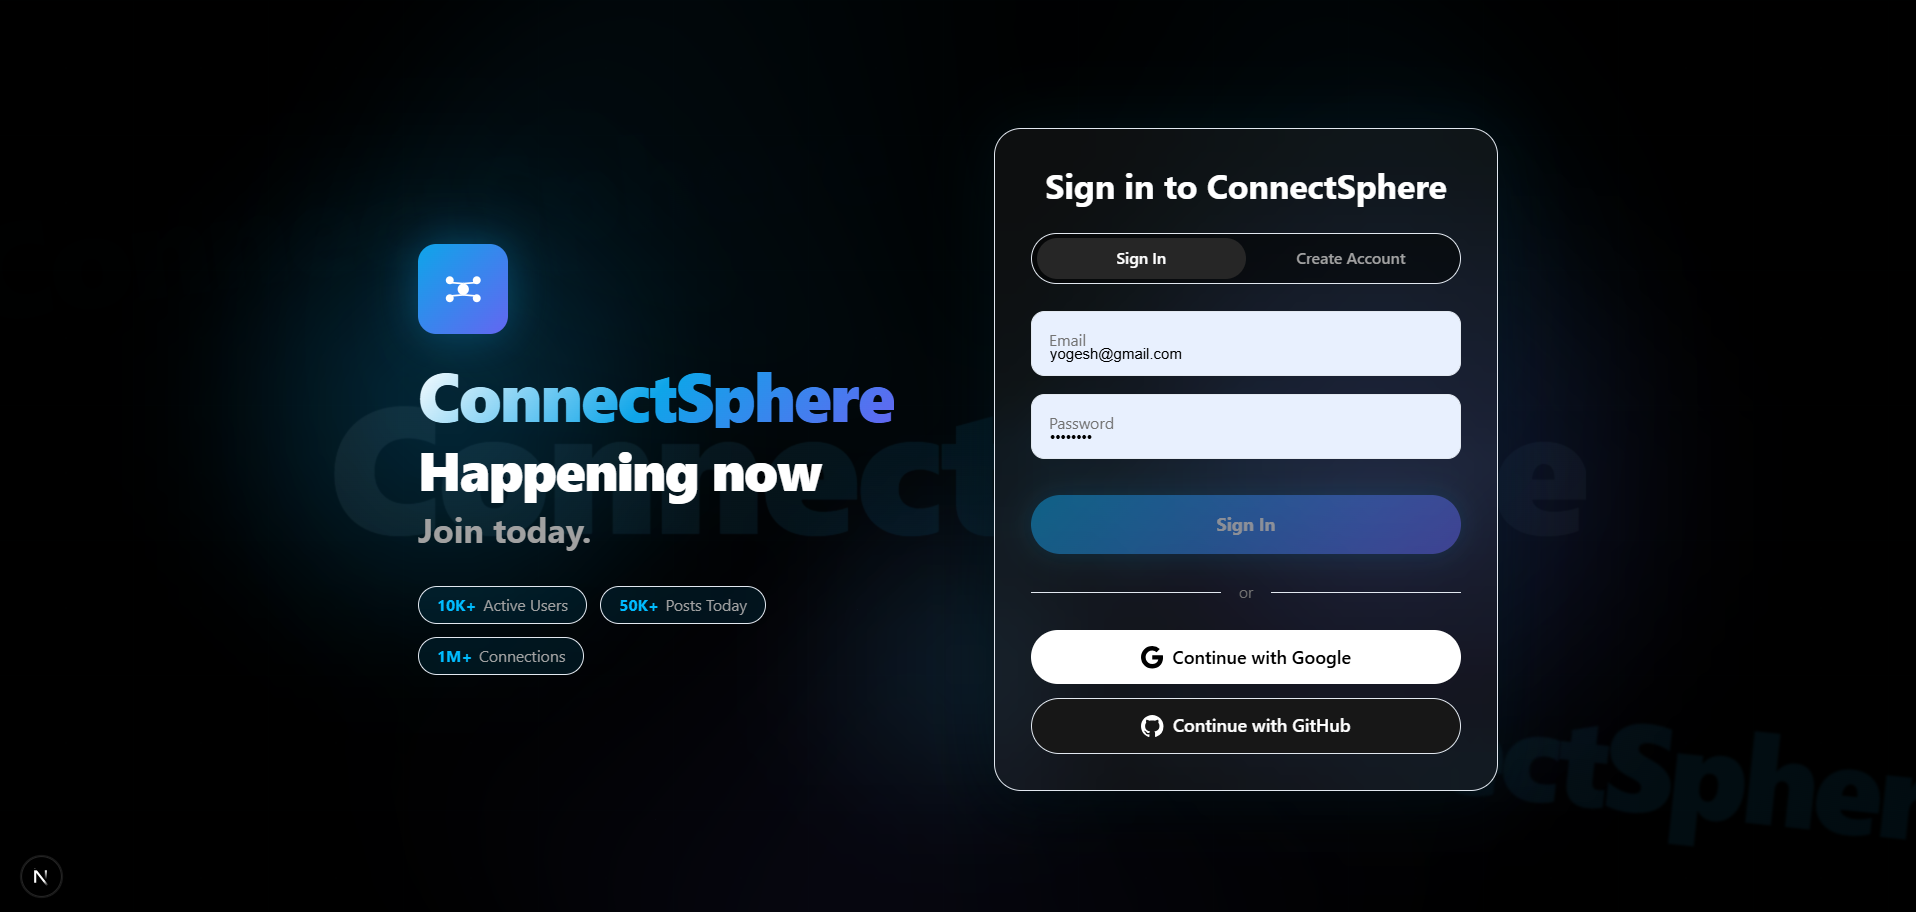 ConnectSphere
Happening now
Join today.
10K+ Active Users
50K+ Posts Today
1M+ Connections
Sign in to ConnectSphere
Sign In
Create Account
Email
yogesh@gmail.com
Password
••••••••
Sign In
or
Continue with Google
Continue with GitHub